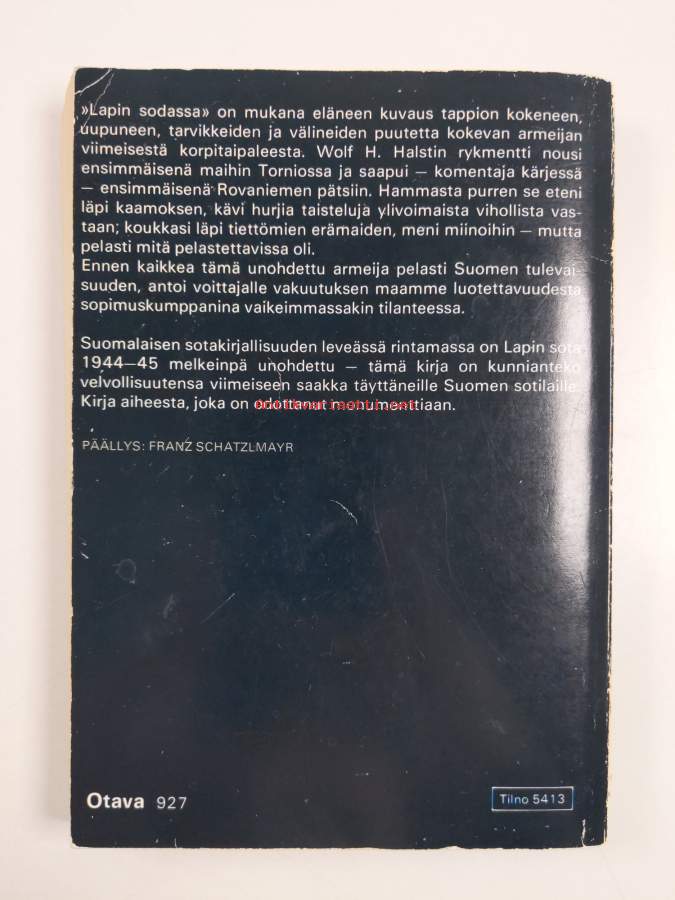 »Lapin sodassa» on mukana eläneen kuvaus tappion kokeneen,
uupuneen, tarvikkeiden ja välineiden puutetta kokevan armeijan
viimeisestä korpitaipaleesta. Wolf H. Halstin rykmentti nousi
ensimmäisenä maihin Torniossa ja saapui – komentaja kärjessä
– ensimmäisenä Rovaniemen pätsiin. Hammasta purren se eteni
läpi kaamoksen, kävi hurjia taisteluja ylivoimaista vihollista vas-
taan; koukkasi läpi tiettömien erämaiden, meni miinoihin – mutta
pelasti mitä pelastettavissa oli.
Ennen kaikkea tämä unohdettu armeija pelasti Suomen tulevai-
suuden, antoi voittajalle vakuutuksen maamme luotettavuudesta
sopimuskumppanina vaikeimmassakin tilanteessa.
Suomalaisen sotakirjallisuuden leveässä rintamassa on Lapin sota
1944–45 melkeinpä unohdettu – tämä kirja on kunnianteko
velvollisuutensa viimeiseen saakka täyttäneille Suomen sotilaille.
Kirja aiheesta, joka on odottanut monumenttiaan.
PÄÄLLYS: FRANZ SCHATZLMAYR
Otava 927
Tilno 5413